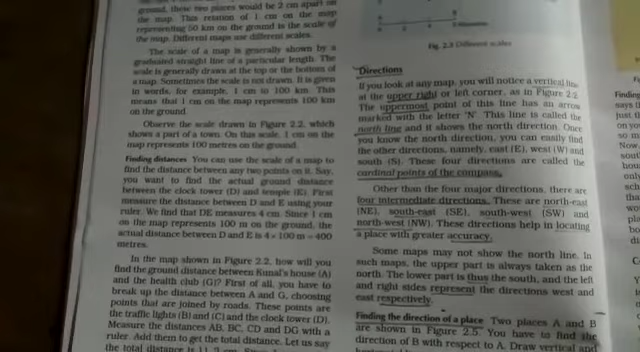 ground, these two places would be 2 cm apart on
the map. This relation of 1 cm on the map
representing 50 km on the ground is the scale of
the map. Different maps use different scales.
The scale of a map is generally shown by a
graduated straight line of a particular length. The
scale is generally drawn at the top or the bottom of
a map. Sometimes the scale is not drawn. It is given
in words, for example, 1 cm to 100 km. This
means that 1 cm on the map represents 100 km
on the ground.
Observe the scale drawn in Figure 2.2, which
shows a part of a town. On this scale, 1 cm on the
map represents 100 metres on the ground.
Finding distances You can use the scale of a map to
find the distance between any two points on it. Say,
you want to find the actual ground distance
between the clock tower (D) and temple (E). First
measure the distance between D and E using your
ruler. We find that DE measures 4 cm. Since 1 cm
on the map represents 100 m on the ground, the
actual distance between D and E is 4 × 100 m = 400
metres.
In the map shown in Figure 2.2, how will you
find the ground distance between Kunal's house (A)
and the health club (G)? First of all, you have to
break up the distance between A and G, choosing
points that are joined by roads. These points are
the traffic lights (B) and (C) and the clock tower (D).
Measure the distances AB, BC, CD and DG with a
ruler. Add them to get the total distance. Let us say
the total distance is
Fig. 2.3 Different scales
Directions
If you look at any map, you will notice a vertical line
at the upper right or left corner, as in Figure 2.2.
The uppermost point of this line has an arrow
marked with the letter 'N'. This line is called the
north line and it shows the north direction. Once
you know the north direction, you can easily find
the other directions, namely, east (E), west (W) and
south (S). These four directions are called the
cardinal points of the compass.
Other than the four major directions, there are
four intermediate directions. These are north-east
(NE), south-east (SE), south-west (SW) and
north-west (NW). These directions help in locating
a place with greater accuracy.
Some maps may not show the north line. In
such maps, the upper part is always taken as the
north. The lower part is thus the south, and the left
and right sides represent the directions west and
east respectively.
Finding the direction of a place Two places A and B
are shown in Figure 2.5. You have to find the
direction of B with respect to A. Draw vertical and
Finding
says